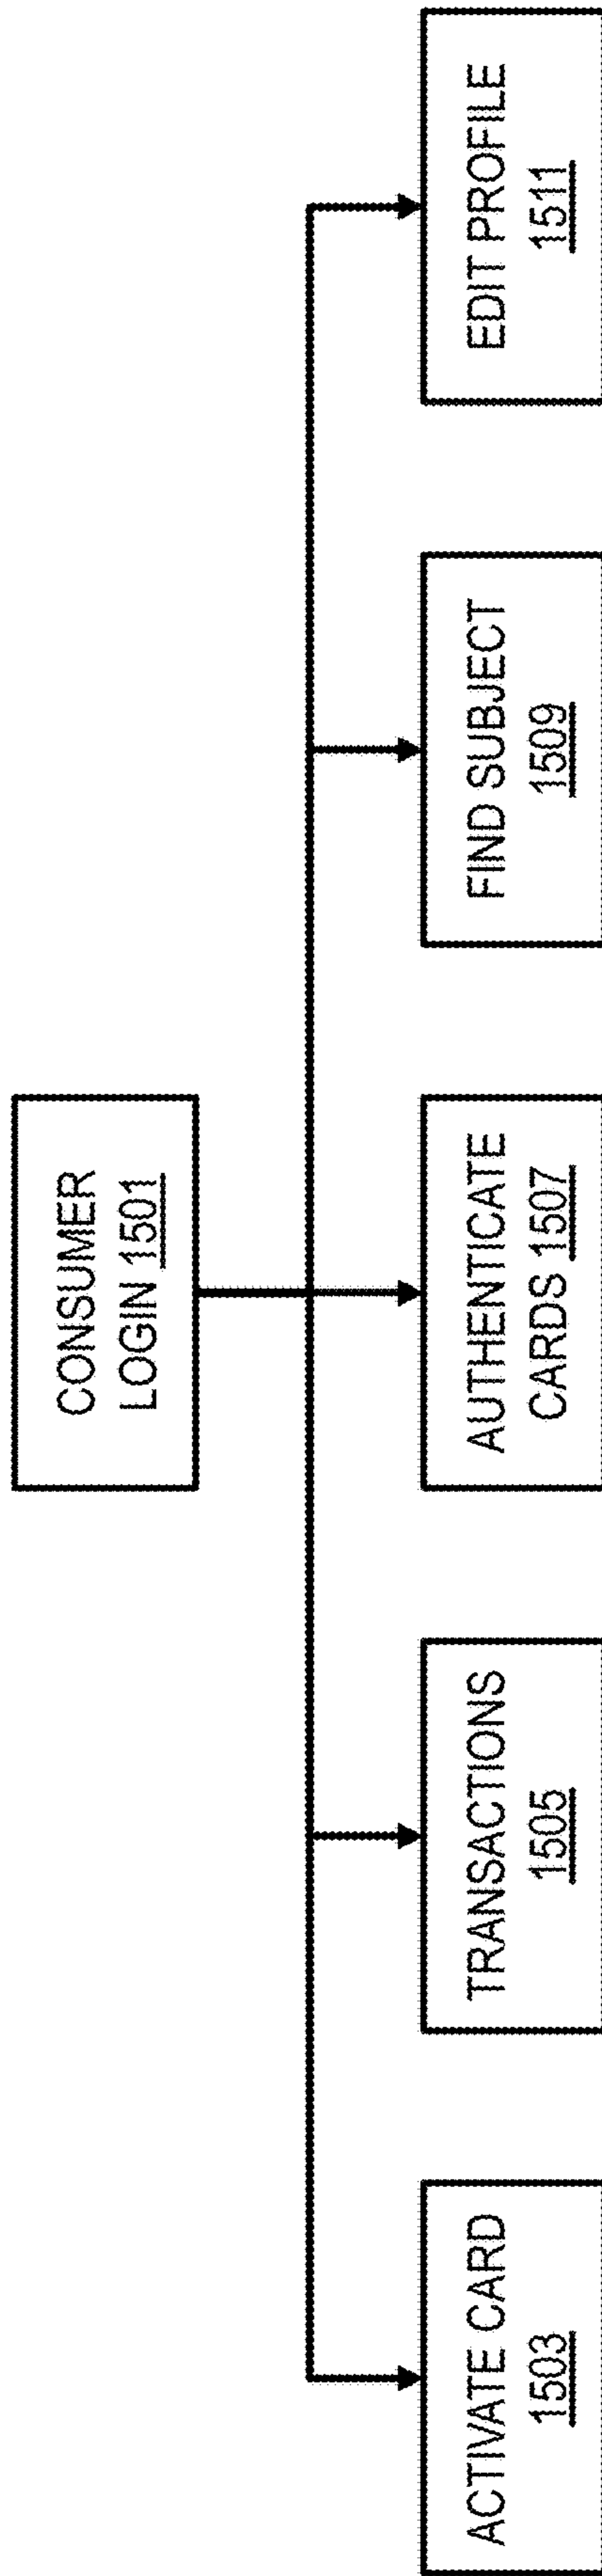 CONSUMER
LOGIN 1501
ACTIVATE CARD
1503
TRANSACTIONS
1505
AUTHENTICATE
CARDS 1507
FIND SUBJECT
1509
EDIT PROFILE
1511